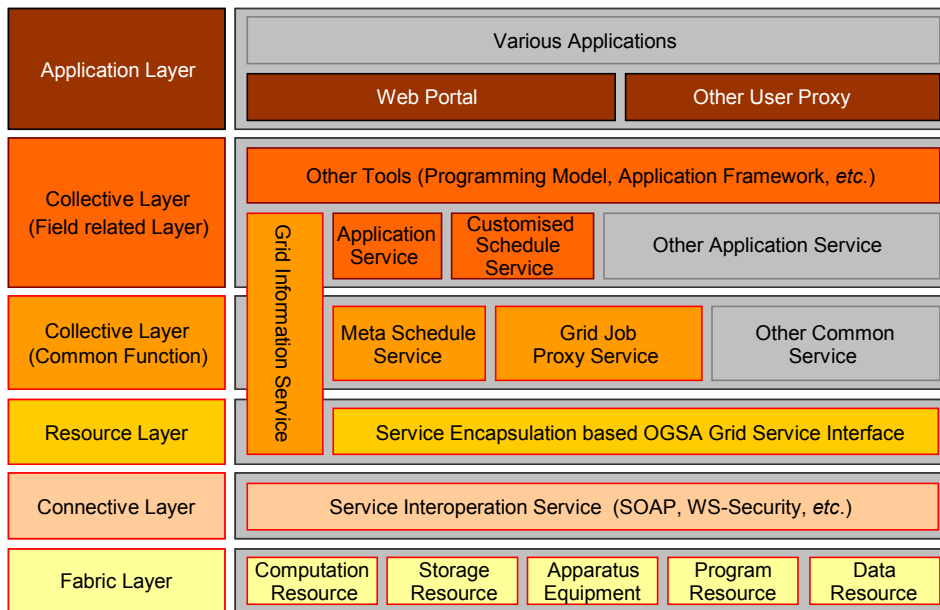 Application Layer
Various Applications
Web Portal
Other User Proxy
Collective Layer
(Field related Layer)
Other Tools (Programming Model, Application Framework, etc.)
Grid Information Service
Application
Service
Customised
Schedule
Service
Other Application Service
Collective Layer
(Common Function)
Meta Schedule
Service
Grid Job
Proxy Service
Other Common
Service
Resource Layer
Service Encapsulation based OGSA Grid Service Interface
Connective Layer
Service Interoperation Service (SOAP, WS-Security, etc.)
Fabric Layer
Computation
Resource
Storage
Resource
Apparatus
Equipment
Program
Resource
Data
Resource